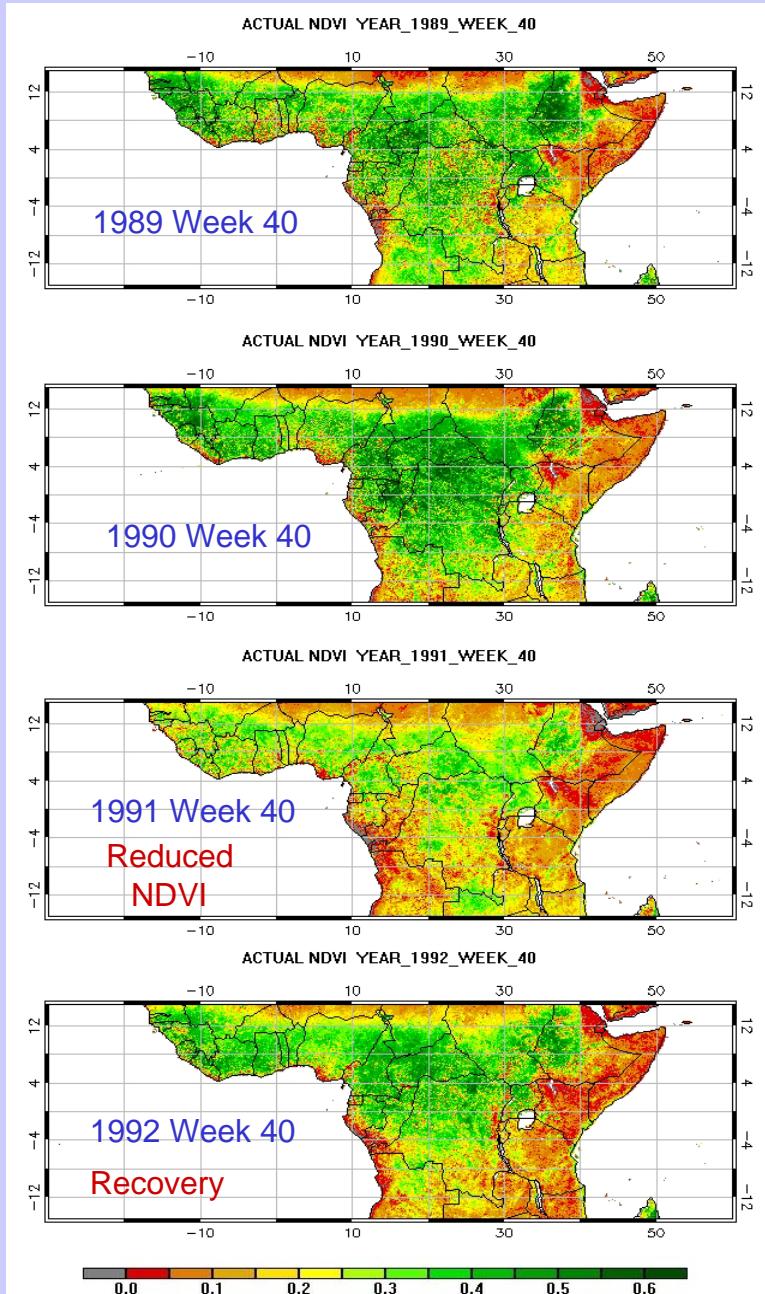 ACTUAL NDVI YEAR_1989_WEEK_40
-10 10 30 50
12 12
4 4
-4 -4
1989 Week 40
-12 -12
-10 10 30 50
ACTUAL NDVI YEAR_1990_WEEK_40
-10 10 30 50
12 12
4 4
-4 -4
1990 Week 40
-12 -12
-10 10 30 50
ACTUAL NDVI YEAR_1991_WEEK_40
-10 10 30 50
12 12
4 4
1991 Week 40
-4 -4
Reduced
NDVI
-12 -12
-10 10 30 50
ACTUAL NDVI YEAR_1992_WEEK_40
-10 10 30 50
12 12
4 4
1992 Week 40
-4 -4
Recovery
-12 -12
-10 10 30 50
0.0 0.1 0.2 0.3 0.4 0.5 0.6